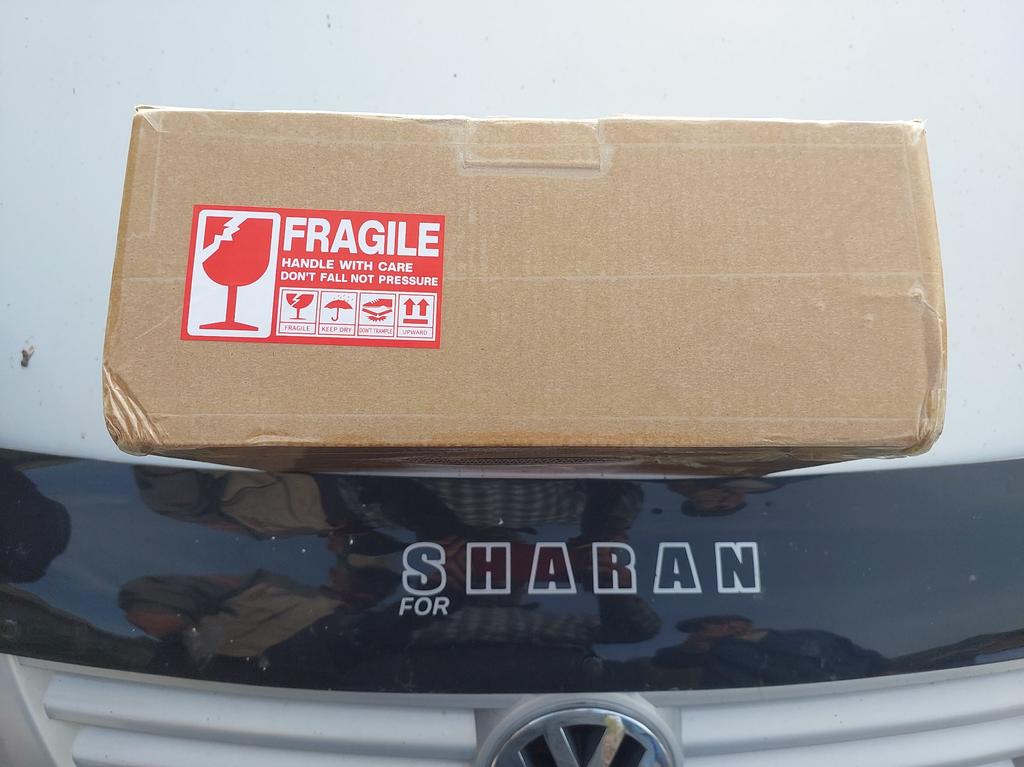 FRAGILE
HANDLE WITH CARE
DON'T FALL NOT PRESSURE
FRAGILE KEEP DRY DON'T TRAMPLE UPWARD
SHARAN
FOR